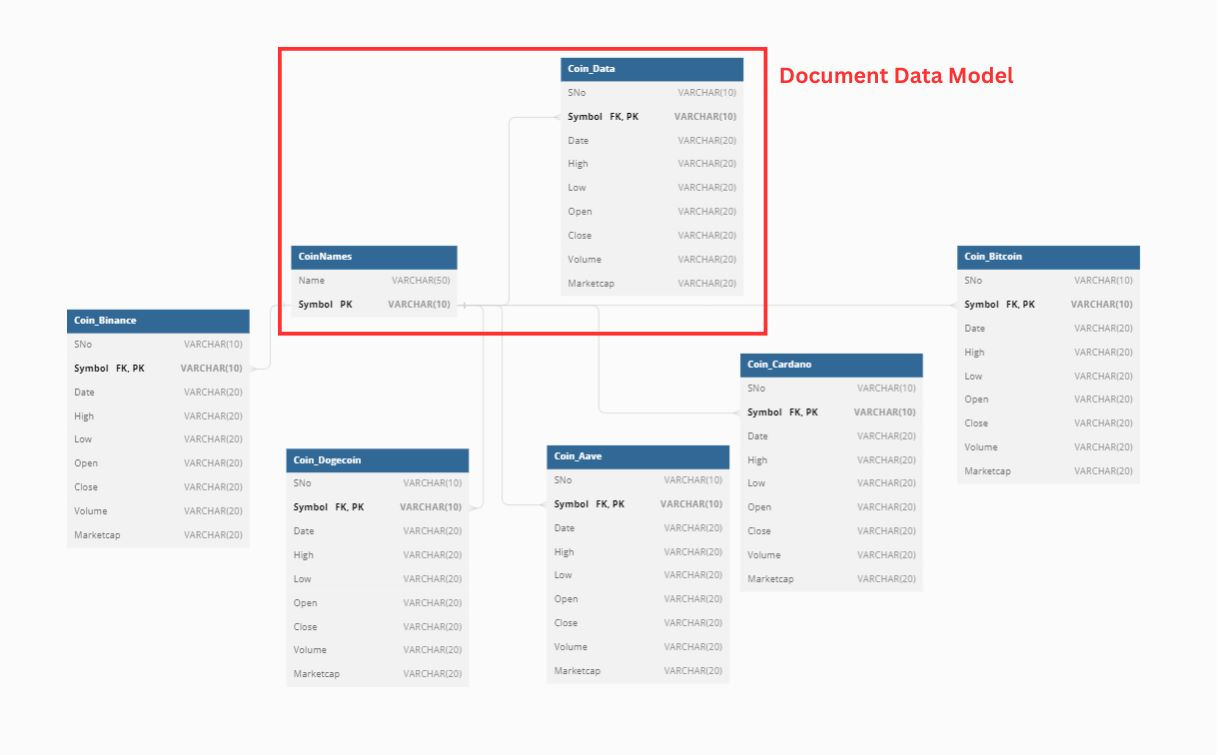 Document Data Model
Coin_Data
SNo VARCHAR(10)
Symbol FK, PK VARCHAR(10)
Date VARCHAR(20)
High VARCHAR(20)
Low VARCHAR(20)
Open VARCHAR(20)
Close VARCHAR(20)
Volume VARCHAR(20)
Marketcap VARCHAR(20)
CoinNames
Name VARCHAR(50)
Symbol PK VARCHAR(10)
Coin_Bitcoin
SNo VARCHAR(10)
Symbol FK, PK VARCHAR(10)
Date VARCHAR(20)
High VARCHAR(20)
Low VARCHAR(20)
Open VARCHAR(20)
Close VARCHAR(20)
Volume VARCHAR(20)
Marketcap VARCHAR(20)
Coin_Binance
SNo VARCHAR(10)
Symbol FK, PK VARCHAR(10)
Date VARCHAR(20)
High VARCHAR(20)
Low VARCHAR(20)
Open VARCHAR(20)
Close VARCHAR(20)
Volume VARCHAR(20)
Marketcap VARCHAR(20)
Coin_Cardano
SNo VARCHAR(10)
Symbol FK, PK VARCHAR(10)
Date VARCHAR(20)
High VARCHAR(20)
Low VARCHAR(20)
Open VARCHAR(20)
Close VARCHAR(20)
Volume VARCHAR(20)
Marketcap VARCHAR(20)
Coin_Dogecoin
SNo VARCHAR(10)
Symbol FK, PK VARCHAR(10)
Date VARCHAR(20)
High VARCHAR(20)
Low VARCHAR(20)
Open VARCHAR(20)
Close VARCHAR(20)
Volume VARCHAR(20)
Marketcap VARCHAR(20)
Coin_Aave
SNo VARCHAR(10)
Symbol FK, PK VARCHAR(10)
Date VARCHAR(20)
High VARCHAR(20)
Low VARCHAR(20)
Open VARCHAR(20)
Close VARCHAR(20)
Volume VARCHAR(20)
Marketcap VARCHAR(20)